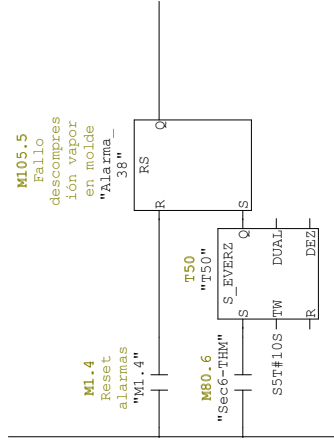 M105.5
Fallo
descompres
ión vapor
en molde
"Alarma_
38"
M1.4
Reset
alarmas
"M1.4"
RS
R
Q
S
T50
"T50"
M80.6
"Sec6-THM"
S_EVERZ
S
Q
S5T#10S
TW
DUAL
R
DEZ